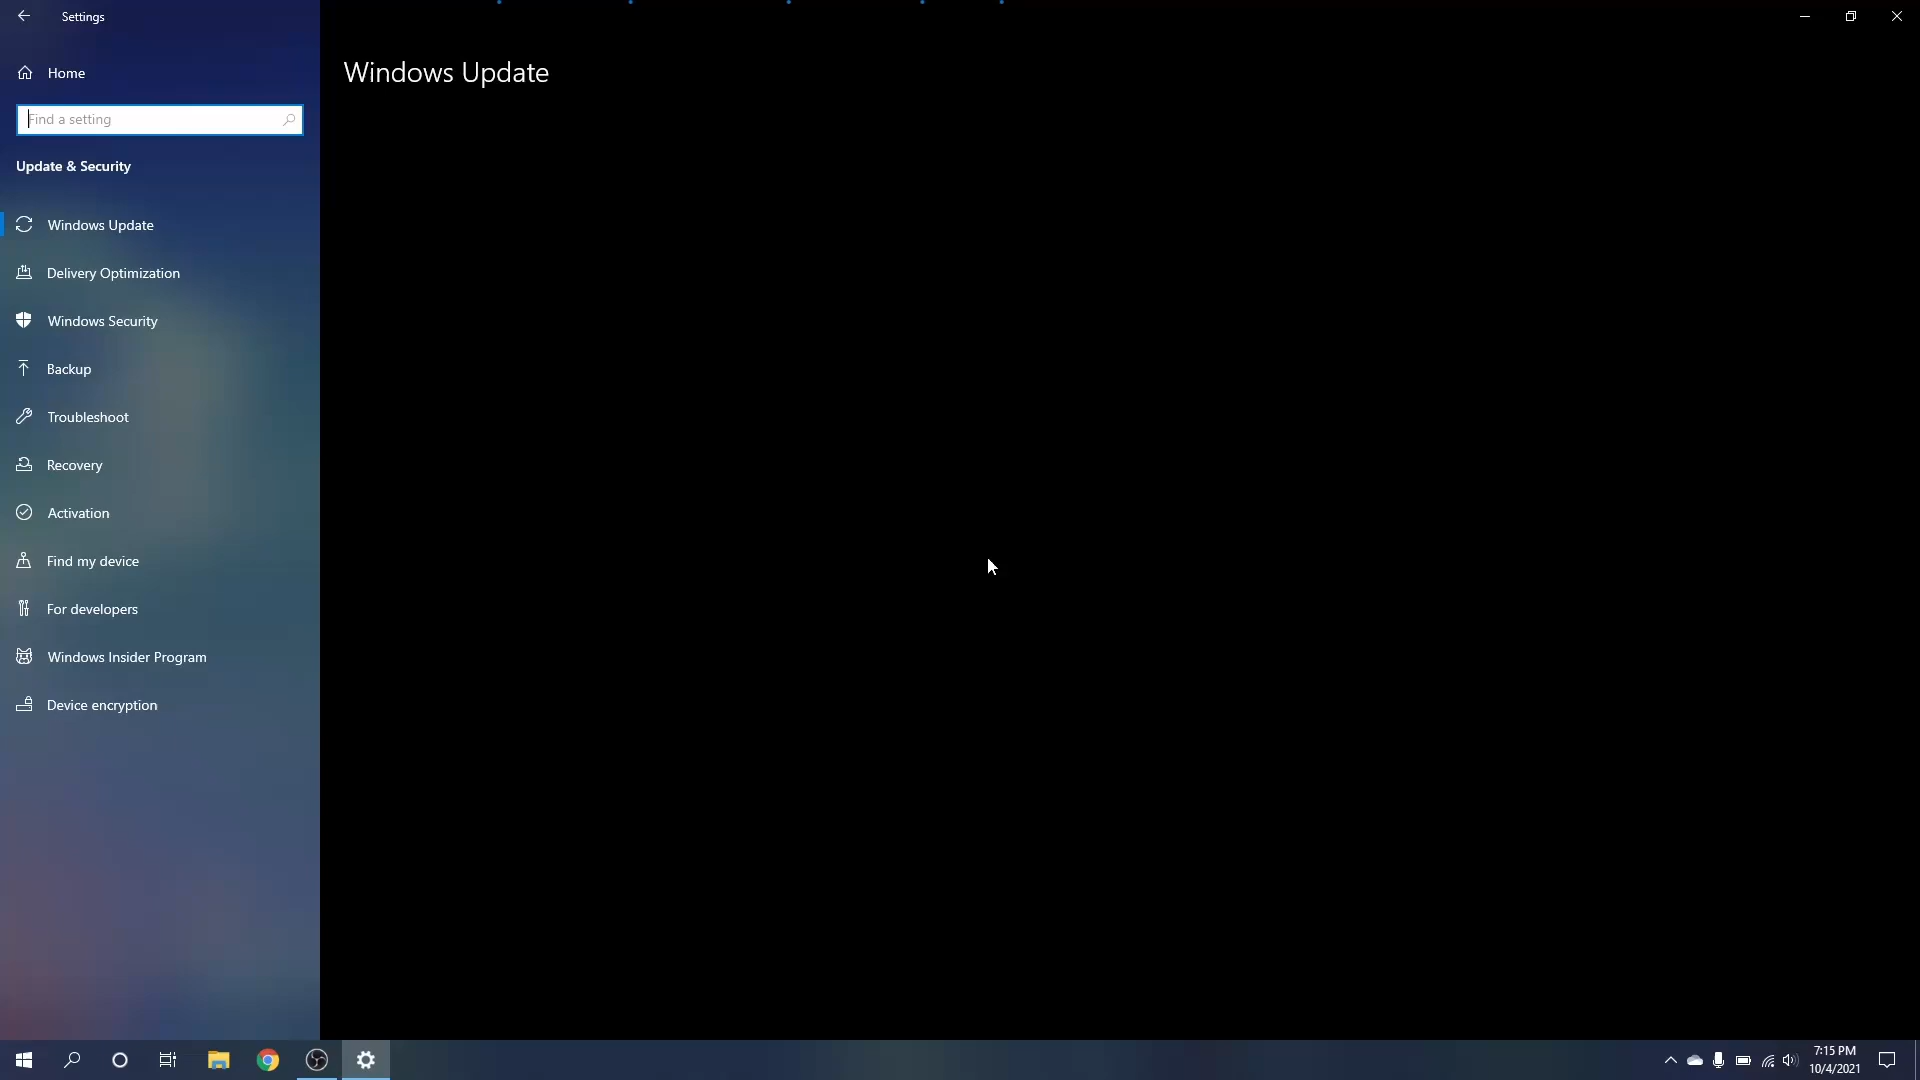 Settings
Home
Find a setting
Update & Security
Windows Update
Delivery Optimization
Windows Security
Backup
Troubleshoot
Recovery
Activation
Find my device
For developers
Windows Insider Program
Device encryption
Windows Update
7:15 PM
10/4/2021